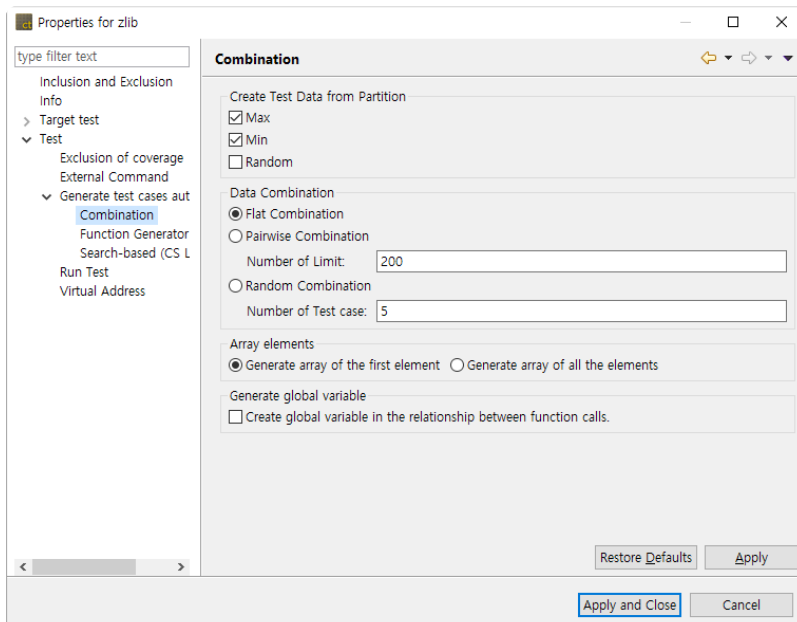 ct Properties for zlib
type filter text
Inclusion and Exclusion
Info
Target test
Test
Exclusion of coverage
External Command
Generate test cases aut
Combination
Function Generator
Search-based (CS L
Run Test
Virtual Address
Combination
Create Test Data from Partition
Max
Min
Random
Data Combination
Flat Combination
Pairwise Combination
Number of Limit: 200
Random Combination
Number of Test case: 5
Array elements
Generate array of the first element Generate array of all the elements
Generate global variable
Create global variable in the relationship between function calls.
Restore Defaults Apply
Apply and Close Cancel